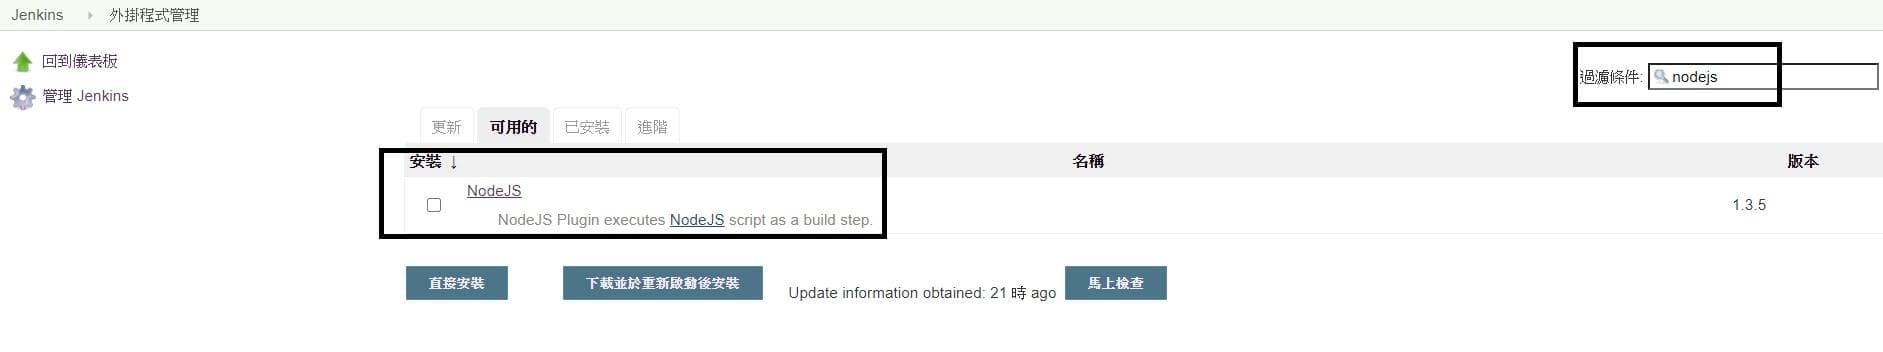 Jenkins 外掛程式管理
回到儀表板
管理 Jenkins
過濾條件: nodejs
更新 可用的 已安裝 進階
安裝 ↓ 名稱 版本
NodeJS
NodeJS Plugin executes NodeJS script as a build step.
1.3.5
直接安裝 下載並於重新啟動後安裝 Update information obtained: 21 時 ago 馬上檢查